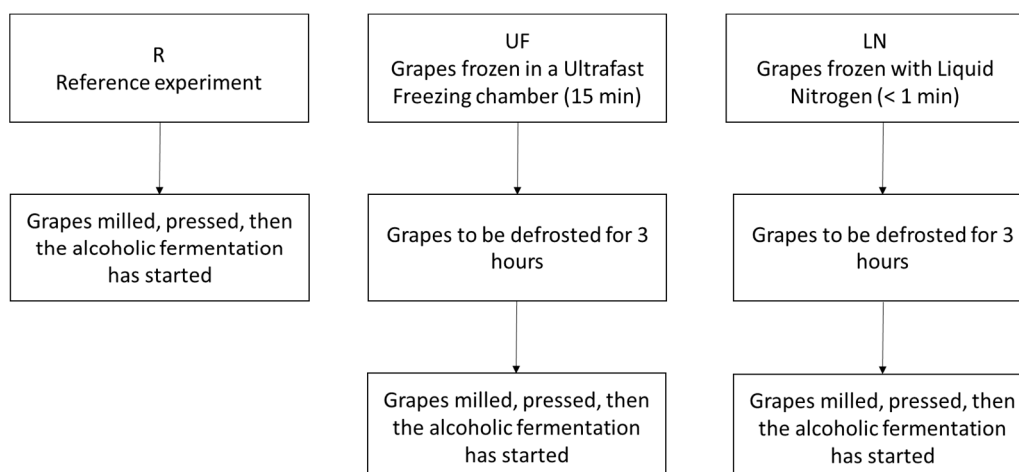 R
Reference experiment
Grapes milled, pressed, then
the alcoholic fermentation
has started
UF
Grapes frozen in a Ultrafast
Freezing chamber (15 min)
Grapes to be defrosted for 3
hours
Grapes milled, pressed, then
the alcoholic fermentation
has started
LN
Grapes frozen with Liquid
Nitrogen (< 1 min)
Grapes to be defrosted for 3
hours
Grapes milled, pressed, then
the alcoholic fermentation
has started